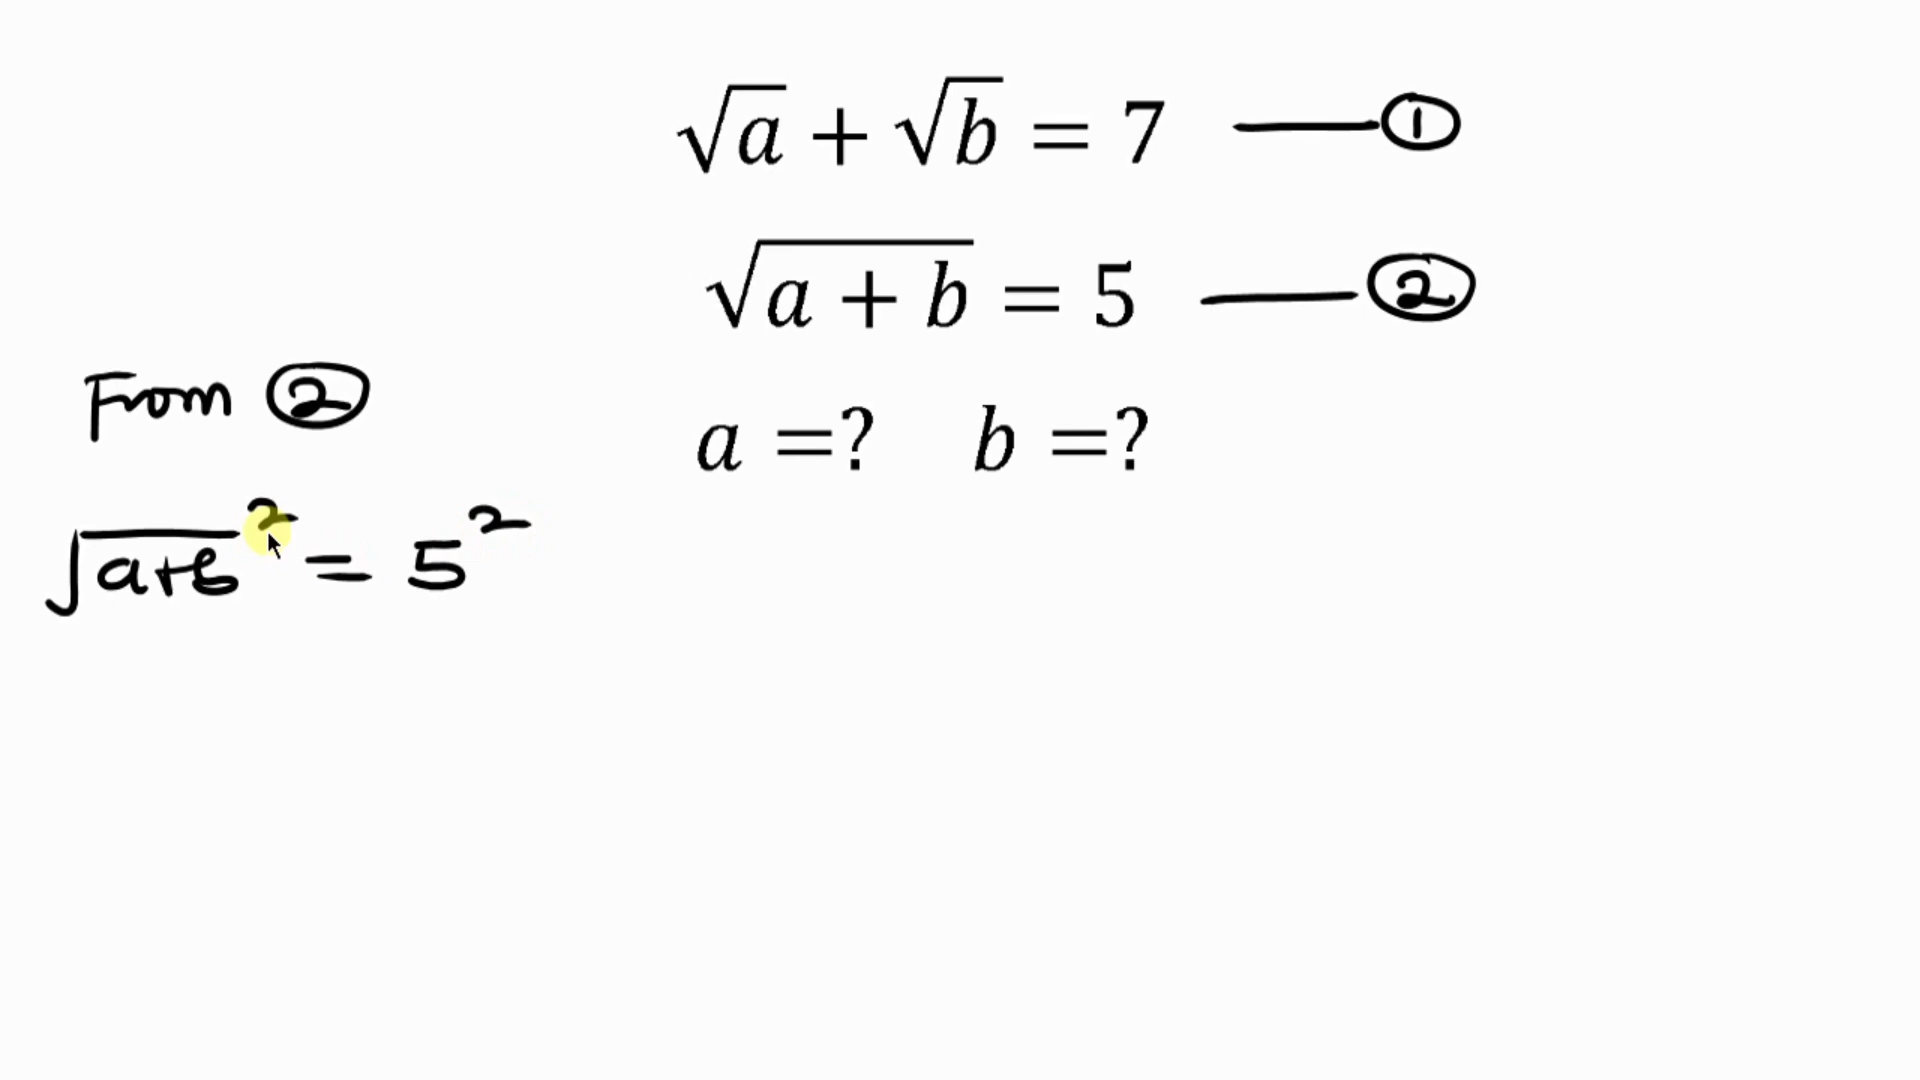 √a + √b = 7 —— ①
√(a + b) = 5 —— ②
From ②
a =? b =?
√(a+b)² = 5²